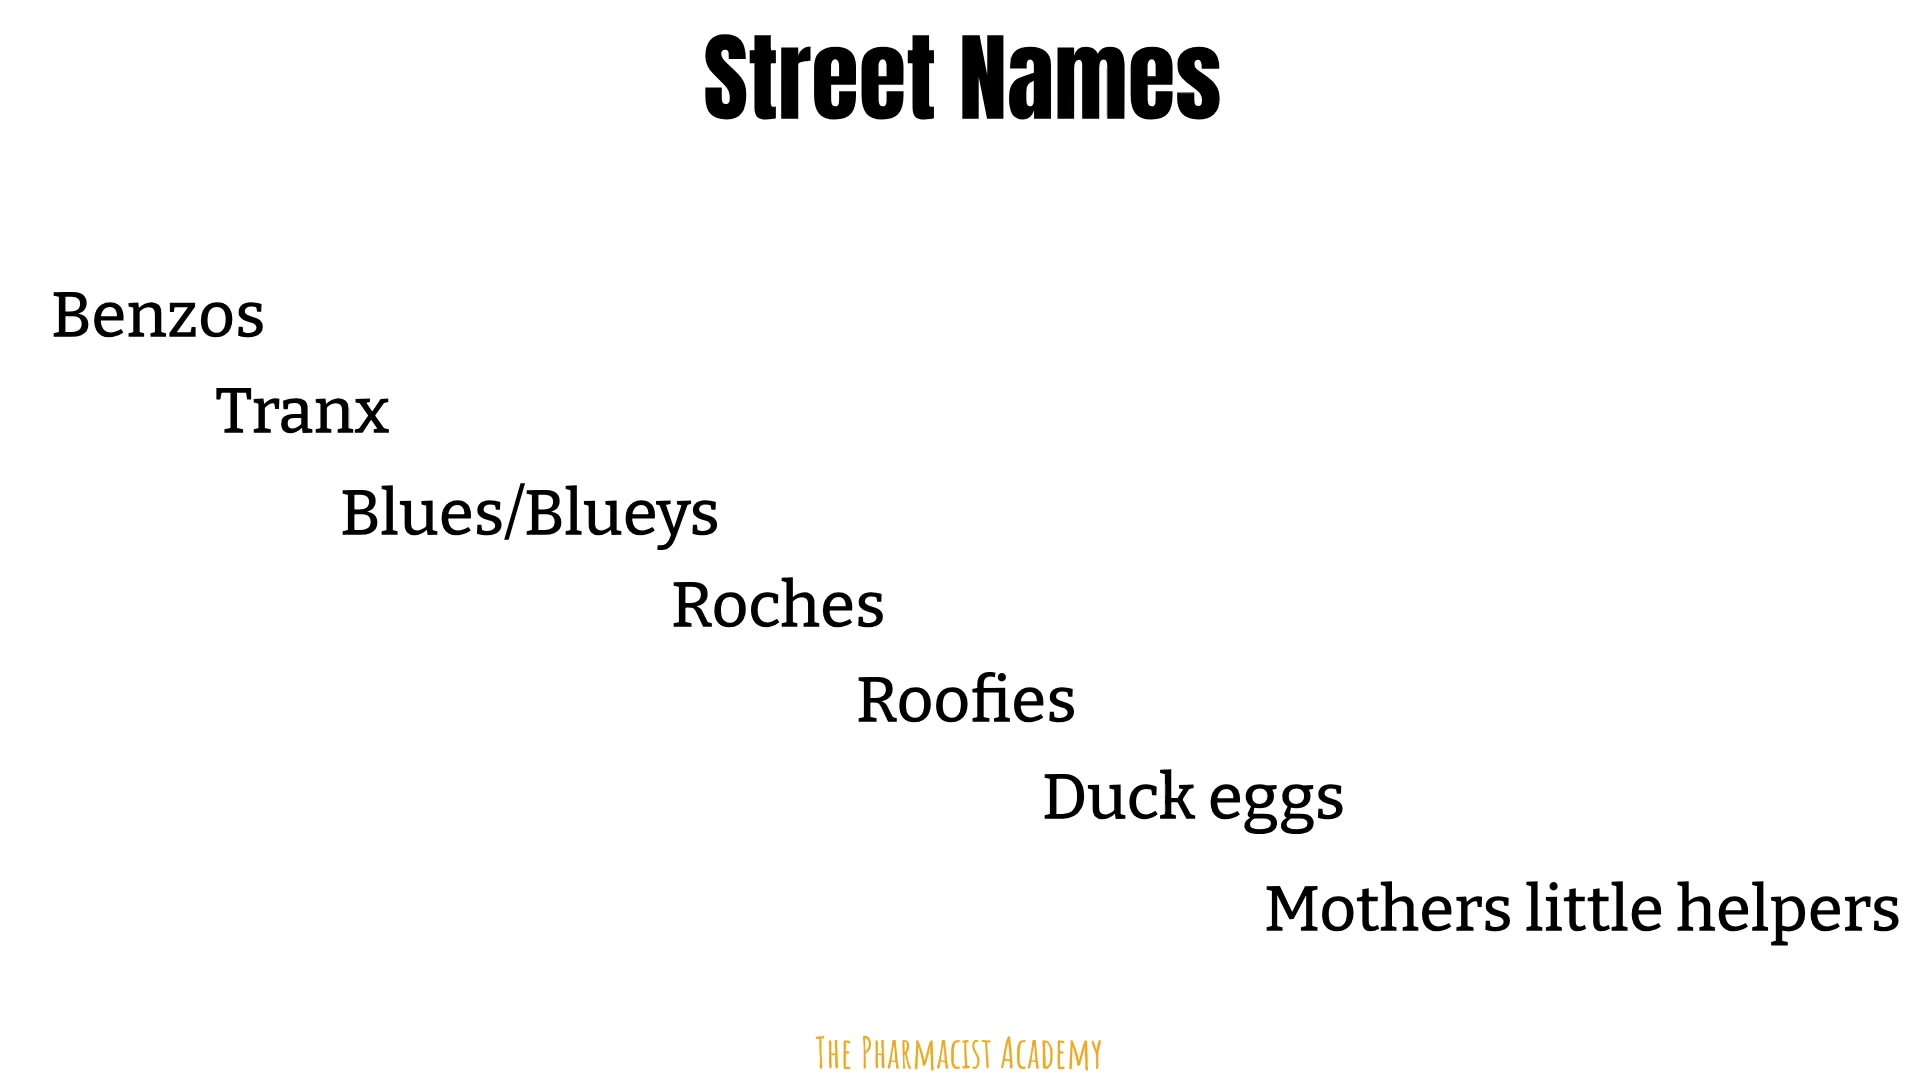 Street Names
Benzos
Tranx
Blues/Blueys
Roches
Roofies
Duck eggs
Mothers little helpers
The Pharmacist Academy